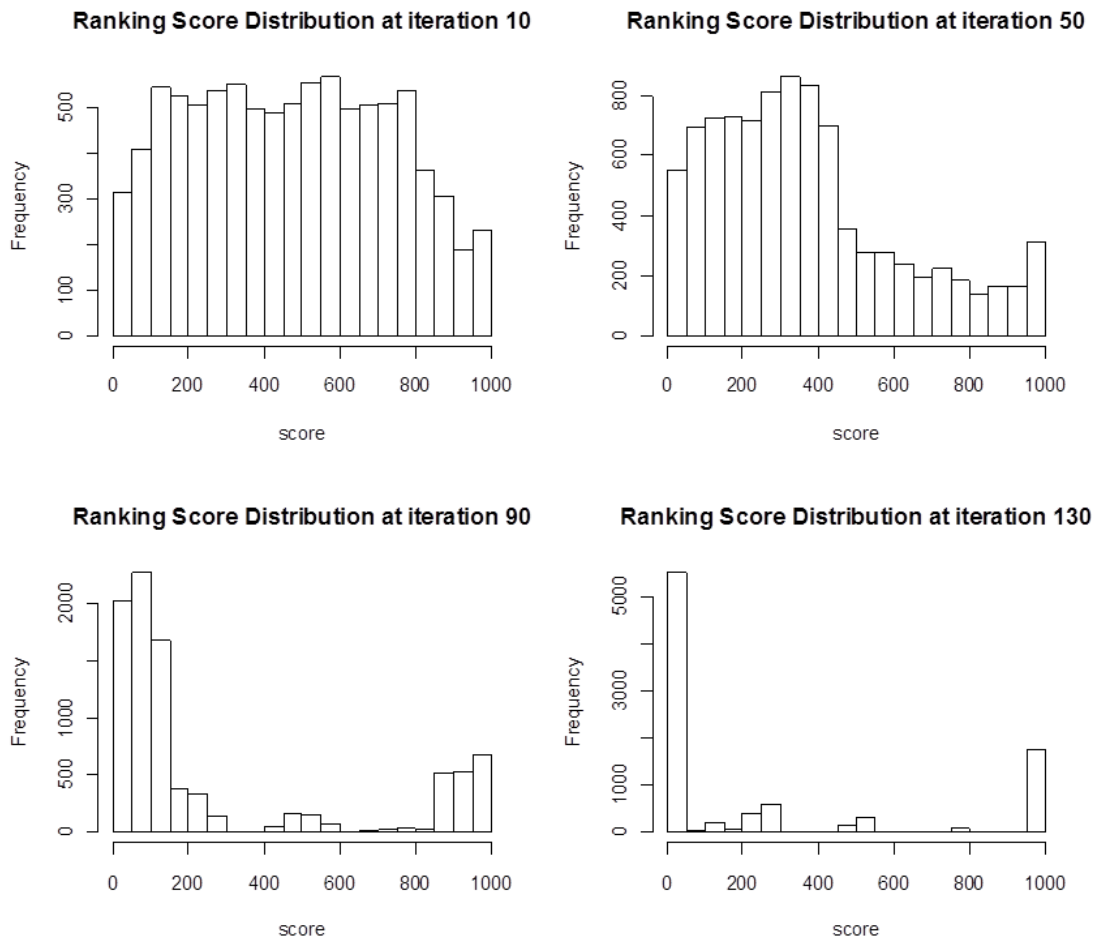 Ranking Score Distribution at iteration 10
Frequency
500
300
100
0
0 200 400 600 800 1000
score
Ranking Score Distribution at iteration 50
Frequency
800
600
400
200
0
0 200 400 600 800 1000
score
Ranking Score Distribution at iteration 90
Frequency
2000
1000
500
0
0 200 400 600 800 1000
score
Ranking Score Distribution at iteration 130
Frequency
5000
3000
1000
0
0 200 400 600 800 1000
score